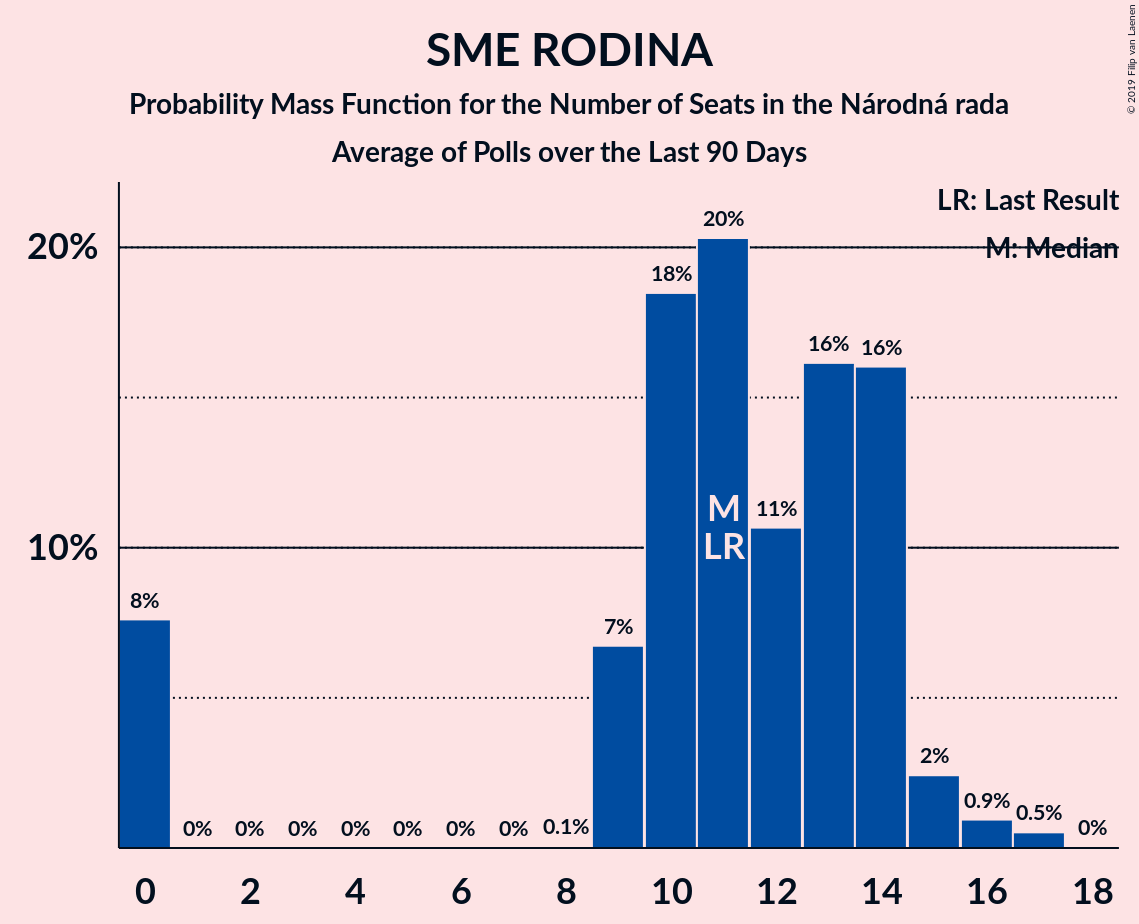 SME RODINA
Probability Mass Function for the Number of Seats in the Národná rada
Average of Polls over the Last 90 Days
© 2019 Filip van Laenen
LR: Last Result
M: Median
20%
10%
8%
0%
0%
0%
0%
0%
0%
0%
0.1%
7%
18%
20%
11%
16%
16%
2%
0.9%
0.5%
0%
M
LR
0 2 4 6 8 10 12 14 16 18